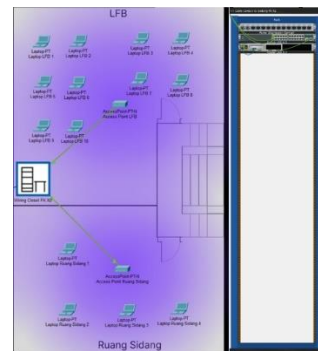 LFB
Laptop-PT
Laptop LFB 1
Laptop-PT
Laptop LFB 2
Laptop-PT
Laptop LFB 3
Laptop-PT
Laptop LFB 4
Laptop-PT
Laptop LFB 5
Laptop-PT
Laptop LFB 6
Laptop-PT
Laptop LFB 7
Laptop-PT
Laptop LFB 8
AccessPoint-PT-N
Access Point LFB
Laptop-PT
Laptop LFB 9
Laptop-PT
Laptop LFB 10
Wiring Closet
Laptop-PT
Laptop Ruang Sidang 1
AccessPoint-PT-N
Access Point Ruang Sidang
Laptop-PT
Laptop Ruang Sidang 2
Laptop-PT
Laptop Ruang Sidang 3
Laptop-PT
Laptop Ruang Sidang 4
Ruang Sidang